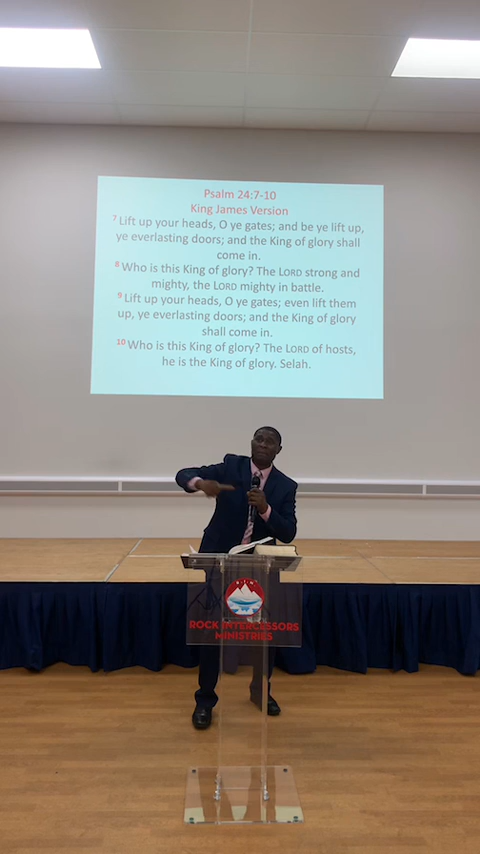 Psalm 24:7-10
King James Version
7 Lift up your heads, O ye gates; and be ye lift up,
ye everlasting doors; and the King of glory shall
come in.
8 Who is this King of glory? The LORD strong and
mighty, the LORD mighty in battle.
9 Lift up your heads, O ye gates; even lift them
up, ye everlasting doors; and the King of glory
shall come in.
10 Who is this King of glory? The LORD of hosts,
he is the King of glory. Selah.
ROCK INTERCESSORS
MINISTRIES